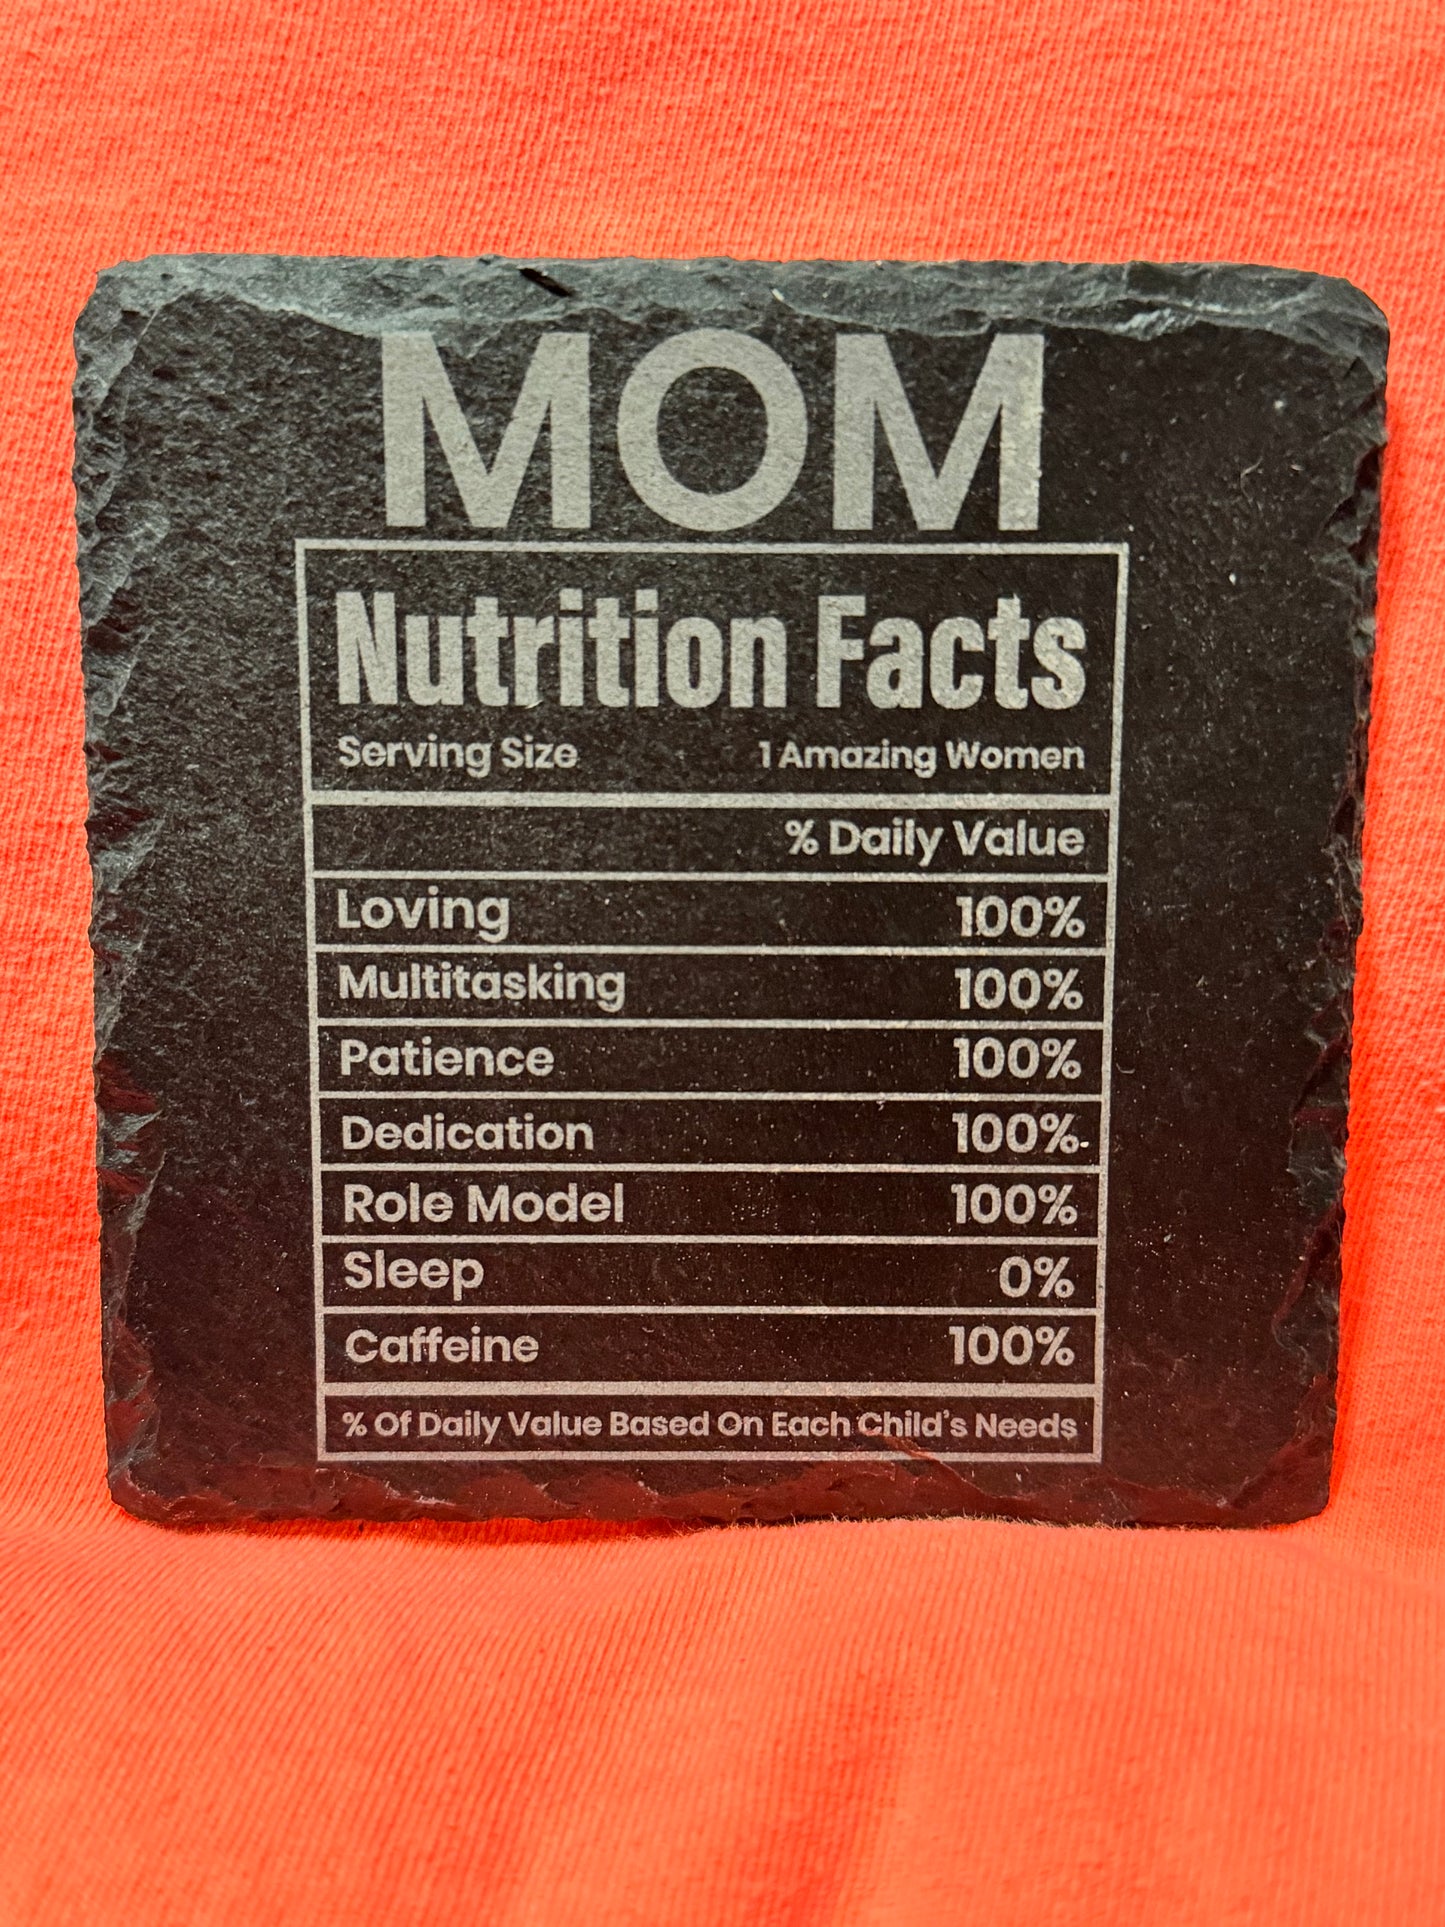 MOM
Nutrition Facts
Serving Size 1 Amazing Women
% Daily Value
Loving 100%
Multitasking 100%
Patience 100%
Dedication 100%
Role Model 100%
Sleep 0%
Caffeine 100%
% Of Daily Value Based On Each Child's Needs